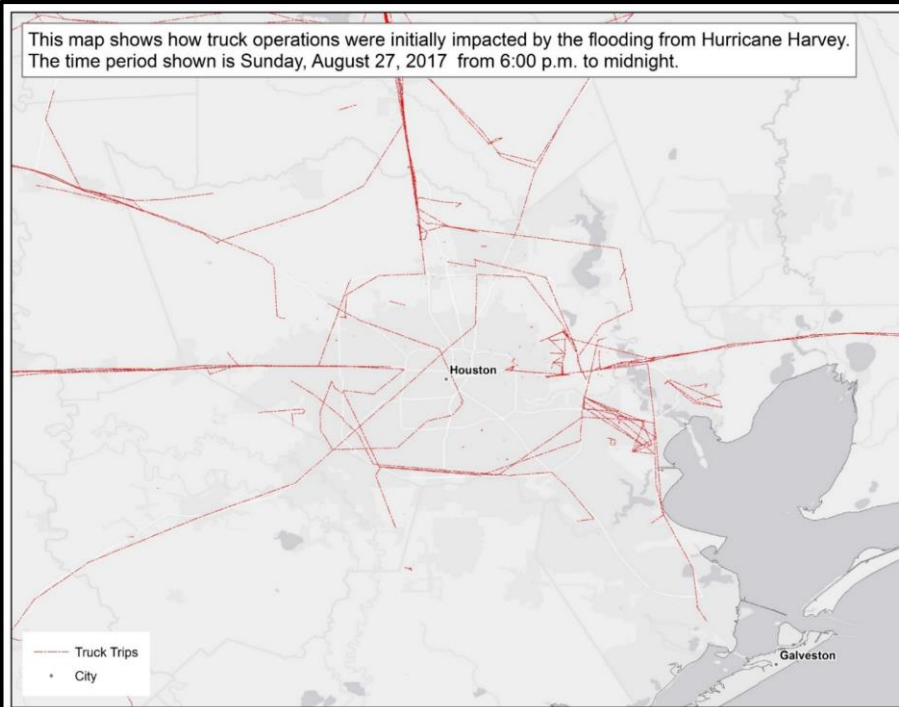 This map shows how truck operations were initially impacted by the flooding from Hurricane Harvey.
The time period shown is Sunday, August 27, 2017 from 6:00 p.m. to midnight.
Houston
Truck Trips
City
Galveston